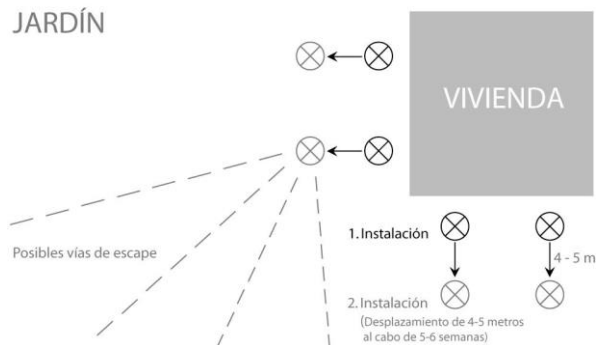 JARDÍN
VIVIENDA
1. Instalación
4 - 5 m
Posibles vías de escape
2. Instalación
(Desplazamiento de 4-5 metros
al cabo de 5-6 semanas)